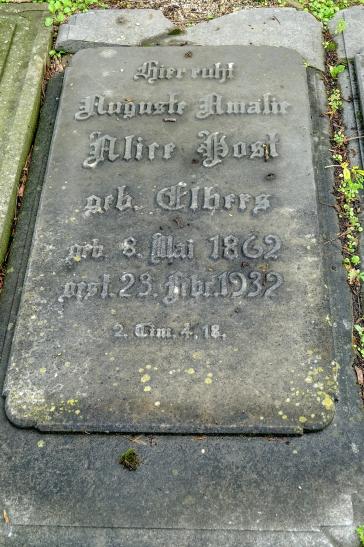 Hier ruht
Auguste Amalie
Alice Post
geb. Elbers
geb. 8. Mai 1862
gest. 23. Febr. 1932
2. Tim. 4, 18.